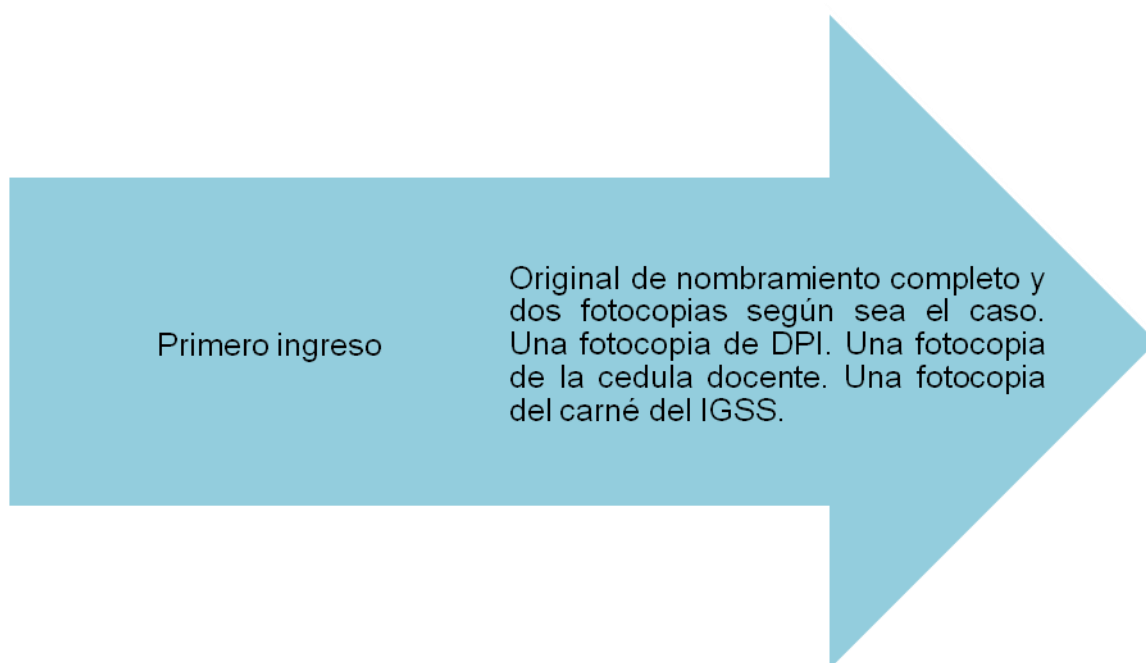 Primero ingreso
Original de nombramiento completo y
dos fotocopias según sea el caso.
Una fotocopia de DPI. Una fotocopia
de la cedula docente. Una fotocopia
del carné del IGSS.